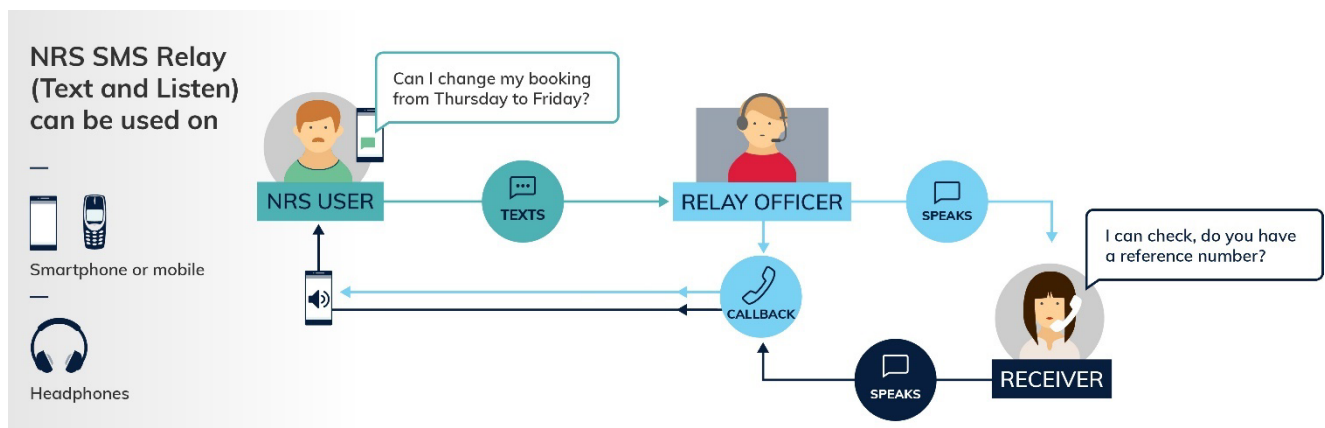 NRS SMS Relay
(Text and Listen)
can be used on
Smartphone or mobile
Headphones
Can I change my booking
from Thursday to Friday?
NRS USER
TEXTS
RELAY OFFICER
SPEAKS
I can check, do you have
a reference number?
CALLBACK
SPEAKS
RECEIVER